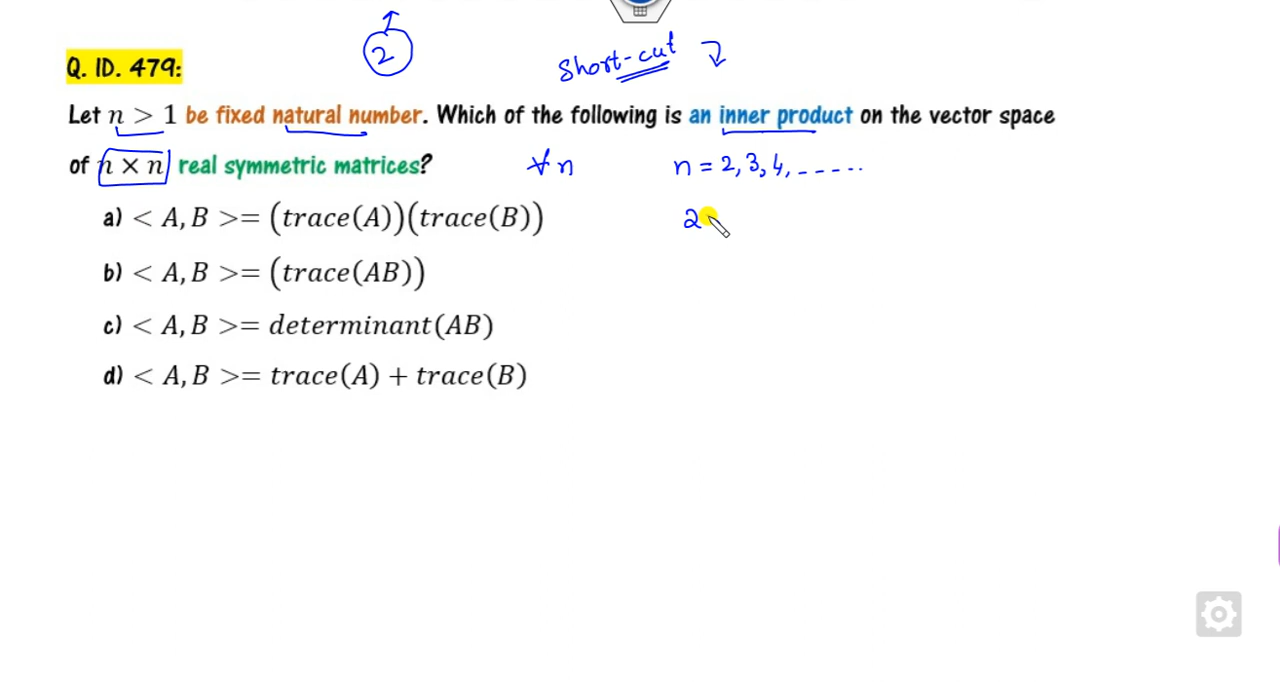 2
Short-cut
Q. ID. 479:
Let n > 1 be fixed natural number. Which of the following is an inner product on the vector space
of n × n real symmetric matrices? ∀ n n = 2, 3, 4, -----
a) < A, B >= (trace(A))(trace(B)) 2
b) < A, B >= (trace(AB))
c) < A, B >= determinant(AB)
d) < A, B >= trace(A) + trace(B)